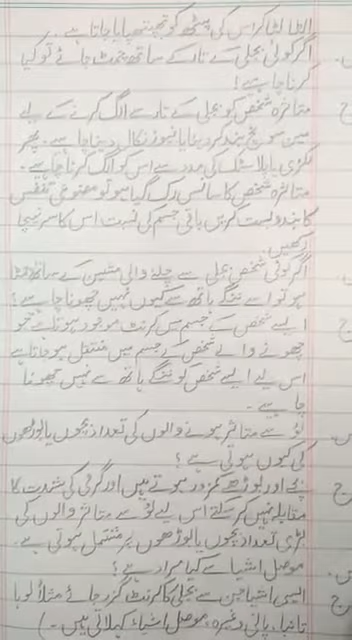 الٹا لٹا کر اس کی پیٹھ کو تھپتھپایا جاتا ہے۔
س۔ اگر کوئی بجلی کے تار کے ساتھ چمٹ جائے تو کیا
کرنا چاہیے؟
ج متاثرہ شخص کو بجلی کے تار سے الگ کرنے کے لیے
مین سوئچ بند کر دینا یا فیوز نکال دینا چاہیے۔ پھر
لکڑی یا پلاسٹک کی مدد سے اس کو الگ کرنا چاہیے۔
متاثرہ شخص کا سانس رک گیا ہو تو مصنوعی تنفس
کا بندوبست کریں باقی جسم کی نسبت اس کا سر نیچا
رکھیں۔
س۔ اگر کوئی شخص بجلی سے چلنے والی مشین کے ساتھ چمٹا
ہو تو اسے ننگے ہاتھ سے کیوں نہیں چھونا چاہیے؟
ج ایسے شخص کے جسم میں کرنٹ موجود ہوتا ہے جو
چھونے والے شخص کے جسم میں منتقل ہو جاتا ہے
اس لیے ایسے شخص کو ننگے ہاتھ سے نہیں چھونا
چاہیے۔
س۔ لُو سے متاثر ہونے والوں کی تعداد بچوں یا بوڑھوں
کی کیوں ہوتی ہے؟
ج بچے اور بوڑھے کمزور ہوتے ہیں اور گرمی کی شدت کا
مقابلہ نہیں کر سکتے اس لیے لُو سے متاثر والوں کی
بڑی تعداد بچوں یا بوڑھوں پر مشتمل ہوتی ہے۔
س۔ موصل اشیا سے کیا مراد ہے؟
ج ایسی اشیا جن سے بجلی کا کرنٹ گزر جائے مثلاً لوہا
تانبا، پانی وغیرہ موصل اشیاء کہلاتی ہیں۔)